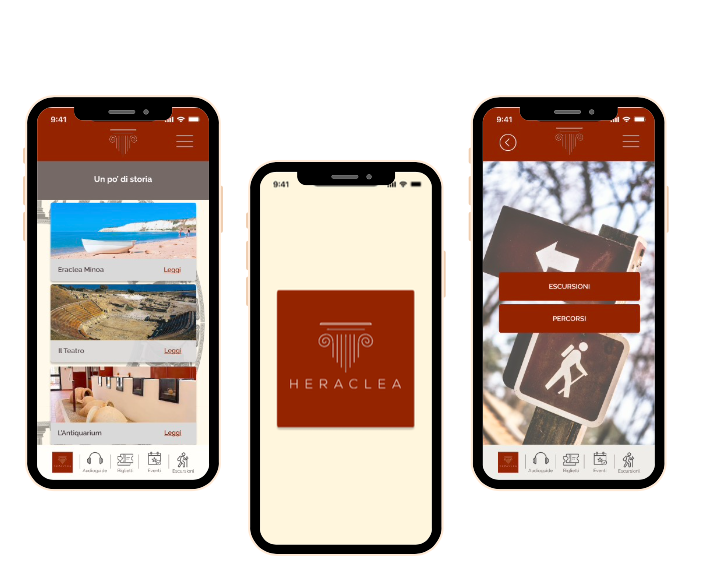 9:41
Un po' di storia
Eraclea Minoa
Leggi
Il Teatro
Leggi
L'Antiquarium
Leggi
Audioguide
Biglietti
Eventi
Escursioni
9:41
HERACLEA
9:41
ESCURSIONI
PERCORSI
Audioguide
Biglietti
Eventi
Escursioni